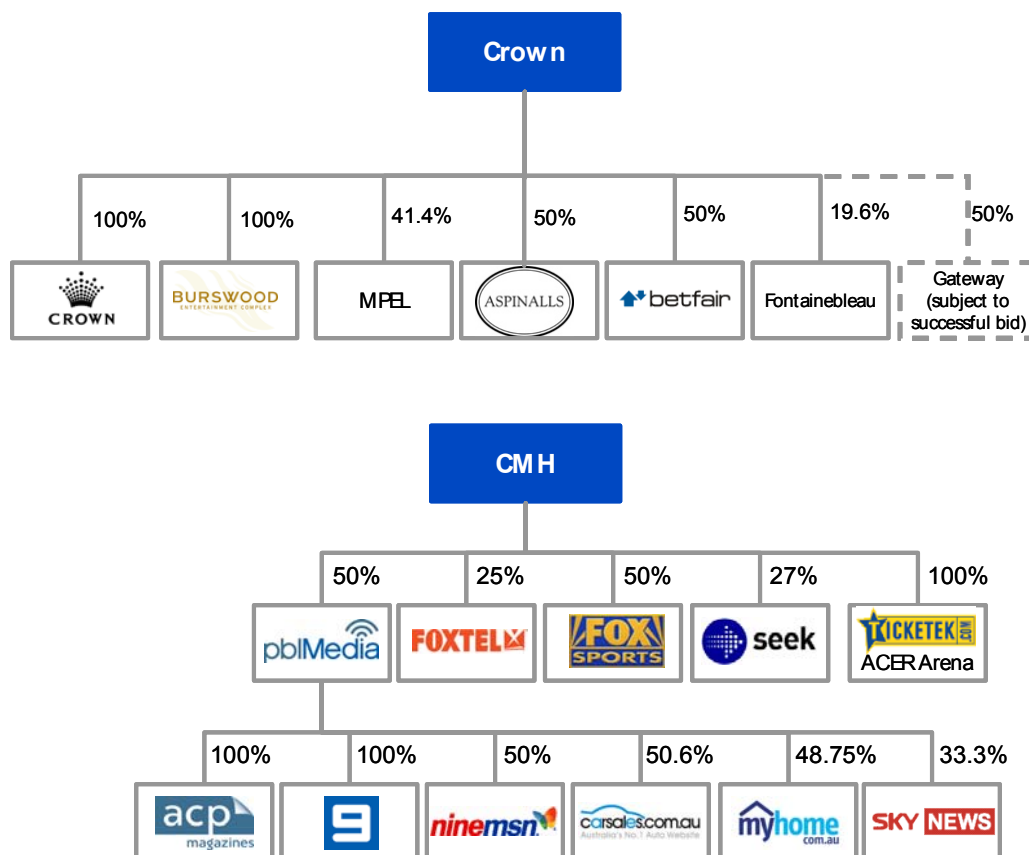 Crown
100%
100%
41.4%
50%
50%
19.6%
50%
CROWN
BURSWOOD
ENTERTAINMENT COMPLEX
MPEL
ASPINALLS
betfair
Fontainebleau
Gateway
(subject to
successful bid)
CMH
50%
25%
50%
27%
100%
pblMedia
FOXTEL
FOX
SPORTS
seek
TICKETEK.COM
ACER Arena
100%
100%
50%
50.6%
48.75%
33.3%
acp
magazines
9
ninemsn
carsales.com.au
Australia's No.1 Auto Website
myhome
com.au
SKY NEWS